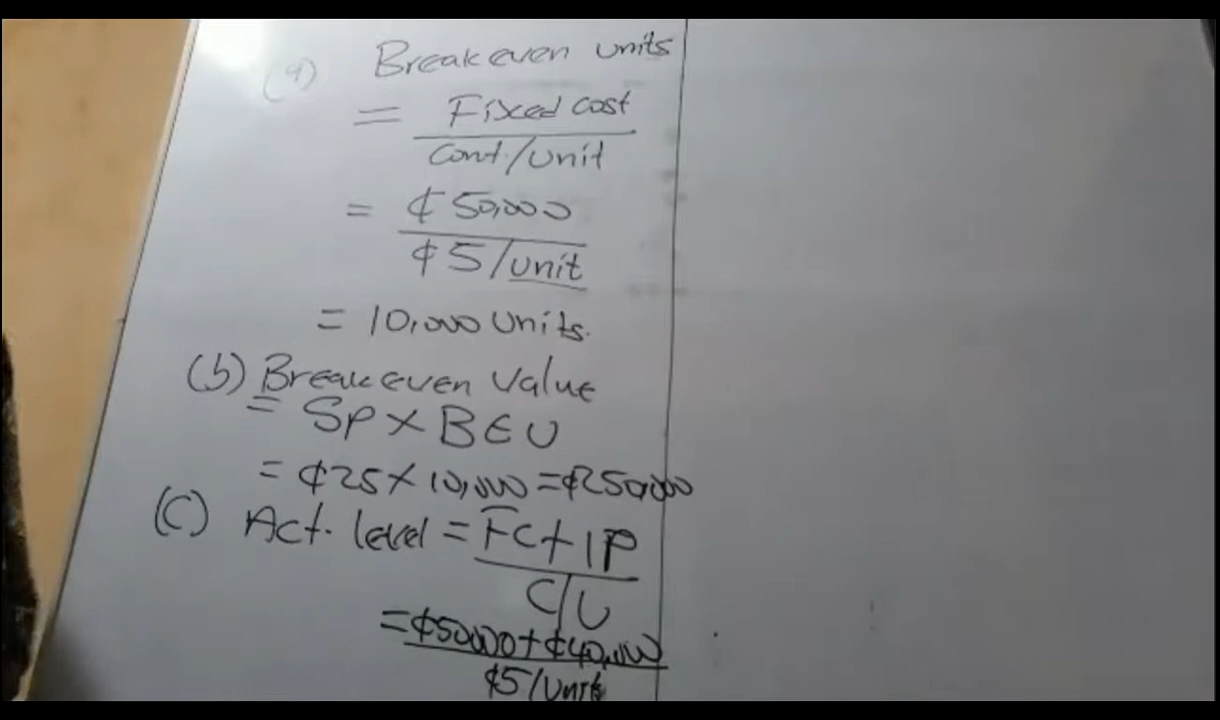 (a) Breakeven units
= Fixed cost
cont./unit
= ₵50,000
₵5/unit
= 10,000 units.
(b) Breakeven value
= SP × BEU
= ₵25 × 10,000 = ₵250,000
(C) Act. level = FC + IP
C/U
= ₵50,000 + ₵40,000
₵5/unit